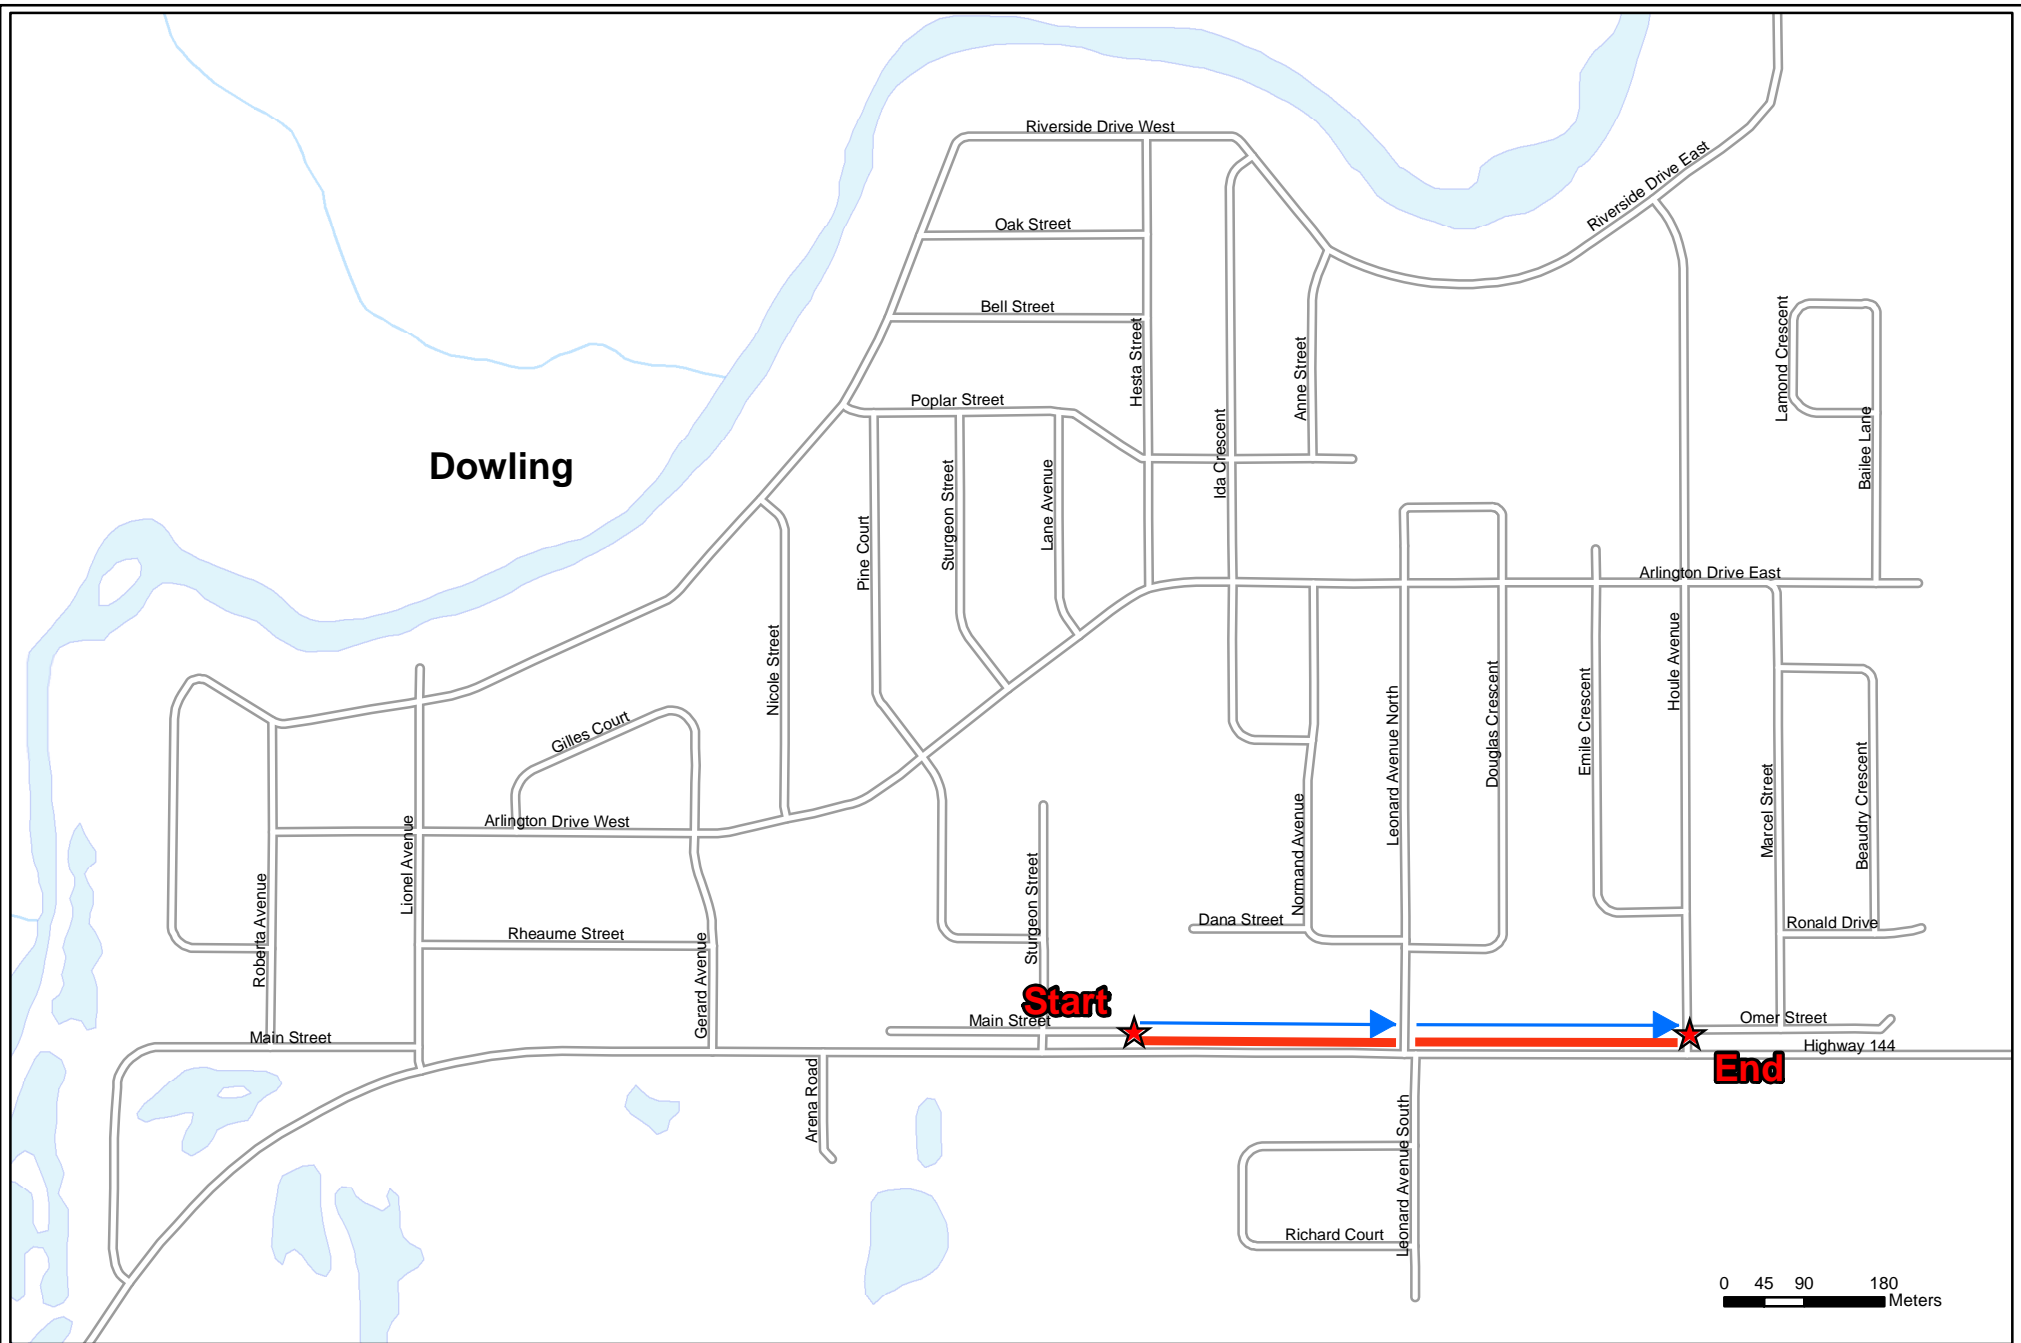 Riverside Drive West
Riverside Drive East
Oak Street
Bell Street
Hesta Street
Lamond Crescent
Anne Street
Poplar Street
Ida Crescent
Bailee Lane
Dowling
Sturgeon Street
Lane Avenue
Pine Court
Arlington Drive East
Nicole Street
Houle Avenue
Gilles Court
Leonard Avenue North
Douglas Crescent
Emile Crescent
Marcel Street
Beaudry Crescent
Arlington Drive West
Lionel Avenue
Normand Avenue
Roberta Avenue
Sturgeon Street
Dana Street
Ronald Drive
Rheaume Street
Gerard Avenue
Start
Main Street
Omer Street
Main Street
Highway 144
End
Arena Road
Leonard Avenue South
Richard Court
0 45 90 180
Meters